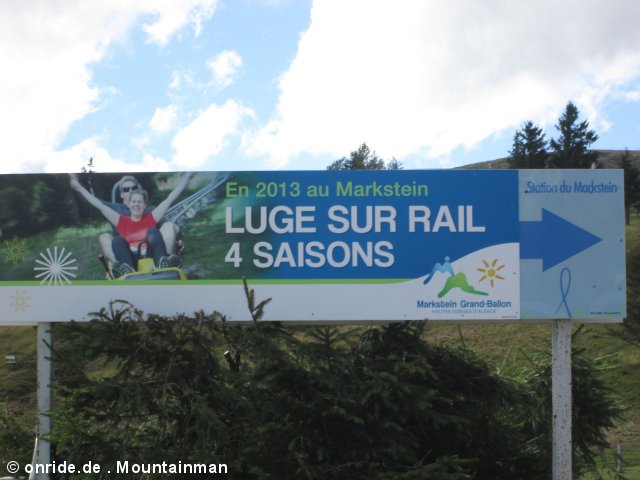 En 2013 au Markstein
LUGE SUR RAIL
4 SAISONS
Station du Markstein
Markstein Grand-Ballon
HAUTES-VOSGES D'ALSACE
© onride.de . Mountainman